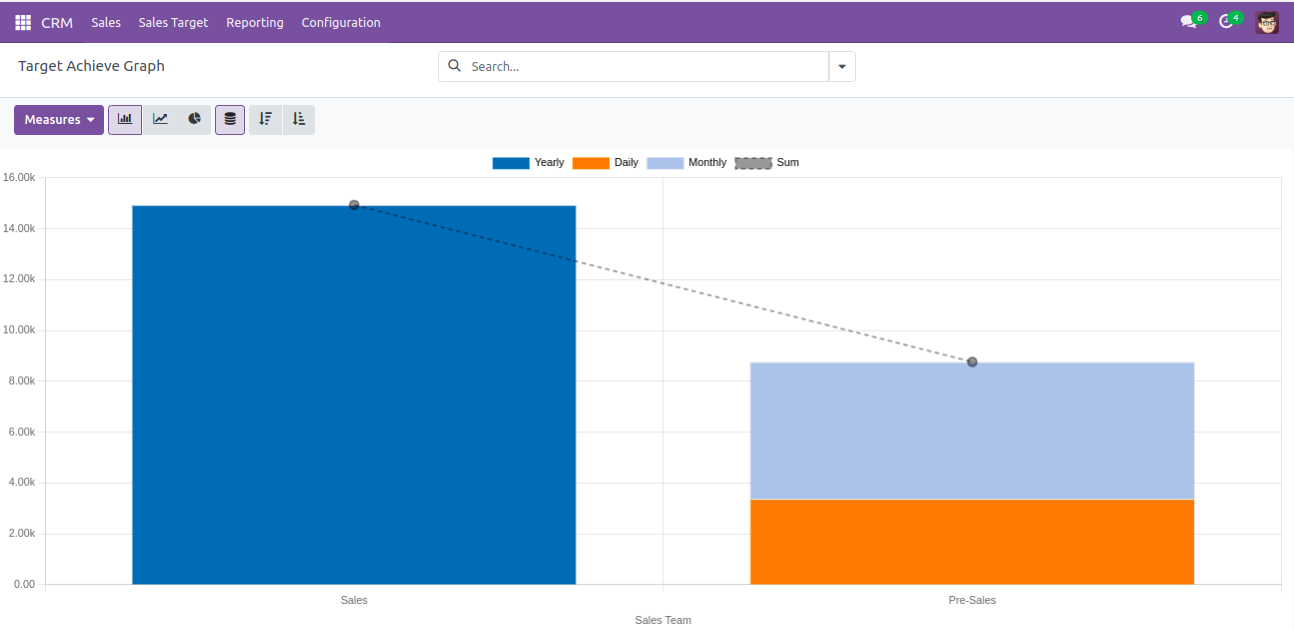 CRM Sales Sales Target Reporting Configuration 6 4
Target Achieve Graph Search...
Measures
Yearly Daily Monthly Sum
16.00k
14.00k
12.00k
10.00k
8.00k
6.00k
4.00k
2.00k
0.00
Sales Pre-Sales
Sales Team